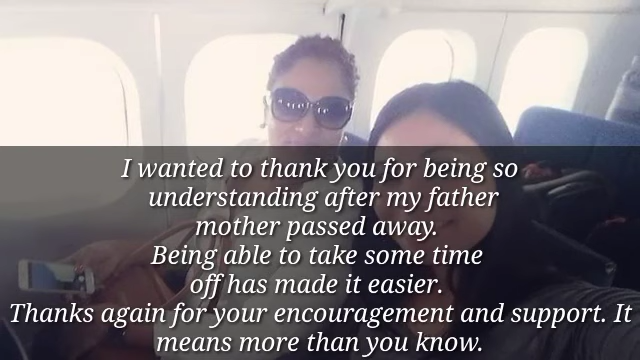 I wanted to thank you for being so
understanding after my father
mother passed away.
Being able to take some time
off has made it easier.
Thanks again for your encouragement and support. It
means more than you know.